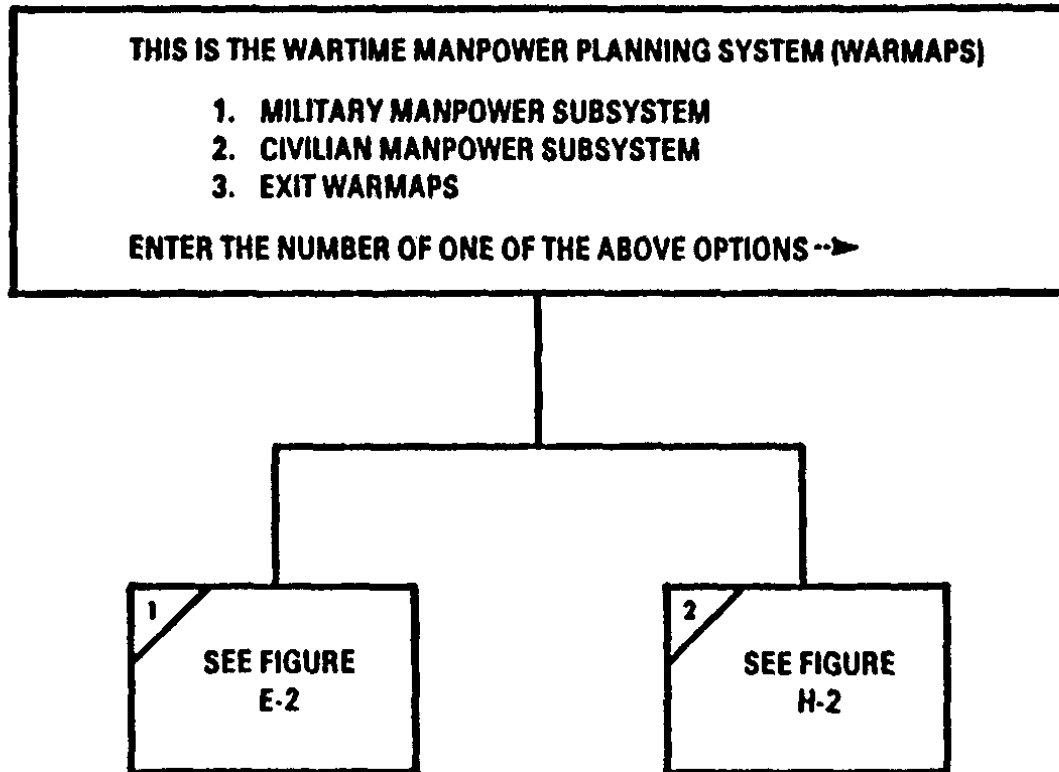 THIS IS THE WARTIME MANPOWER PLANNING SYSTEM (WARMAPS)
1. MILITARY MANPOWER SUBSYSTEM
2. CIVILIAN MANPOWER SUBSYSTEM
3. EXIT WARMAPS
ENTER THE NUMBER OF ONE OF THE ABOVE OPTIONS
1
SEE FIGURE
E-2
2
SEE FIGURE
H-2